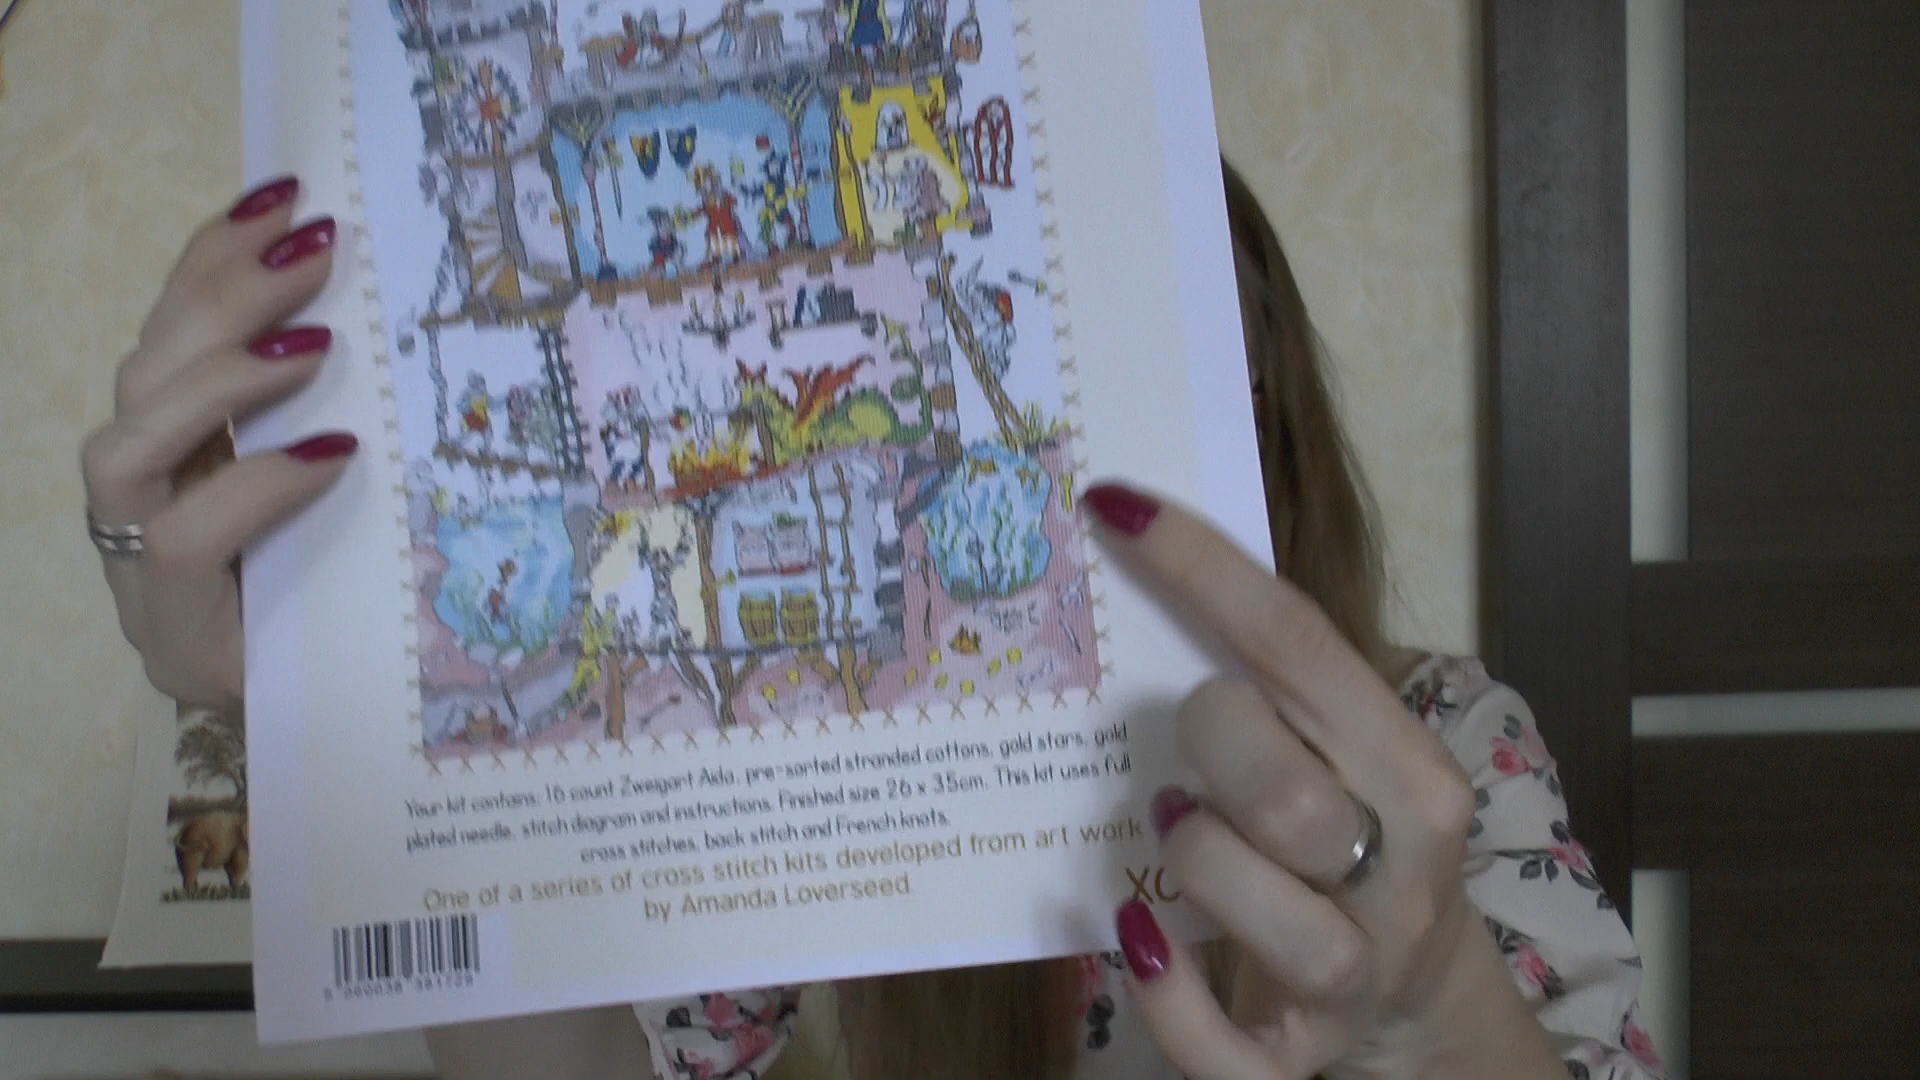 Your kit contains: 16 count Zweigart Aida, pre-sorted stranded cottons, gold stars, gold
plated needle, stitch diagram and instructions. Finished size 26 x 35cm. This kit uses full
cross stitches, back stitch and French knots.
One of a series of cross stitch kits developed from art work
by Amanda Loverseed